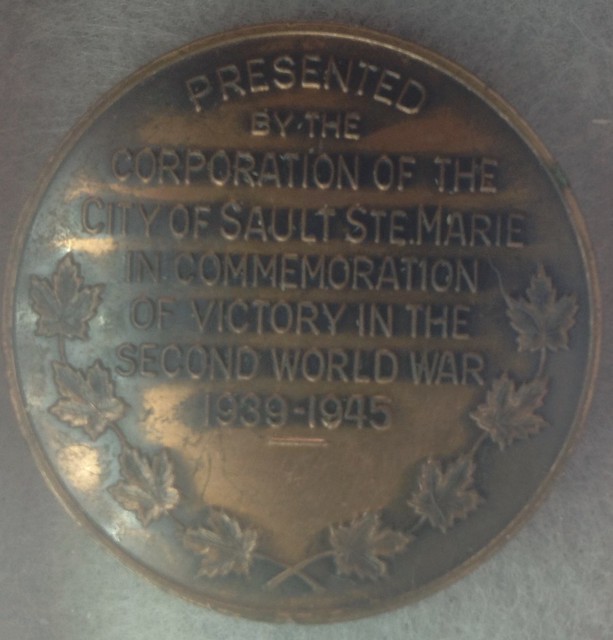 PRESENTED
BY THE
CORPORATION OF THE
CITY OF SAULT STE. MARIE
IN COMMEMORATION
OF VICTORY IN THE
SECOND WORLD WAR
1939-1945